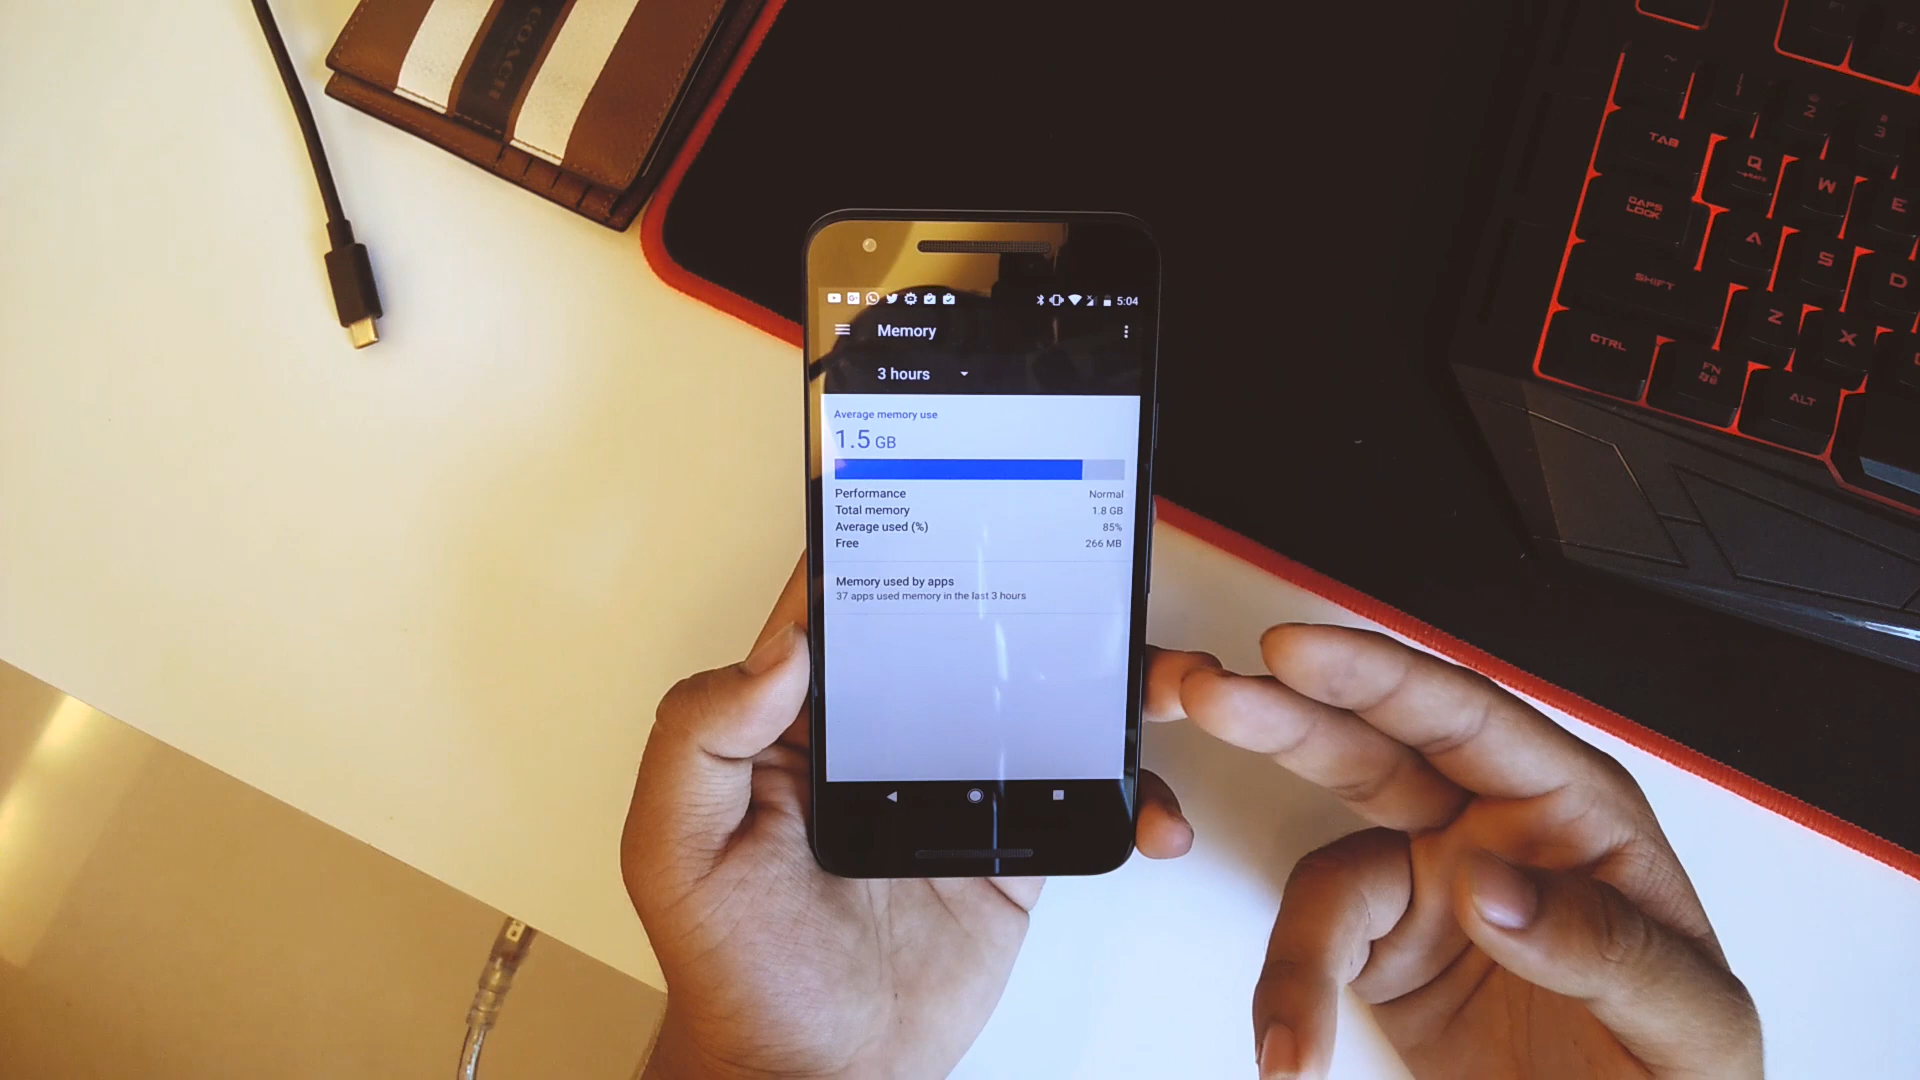 COACH
5:04
Memory
3 hours
Average memory use
1.5 GB
Performance Normal
Total memory 1.8 GB
Average used (%) 85%
Free 266 MB
Memory used by apps
37 apps used memory in the last 3 hours
~ ! 2 3
TAB Q W E
CAPS LOCK A S D
SHIFT Z X
CTRL FN ALT